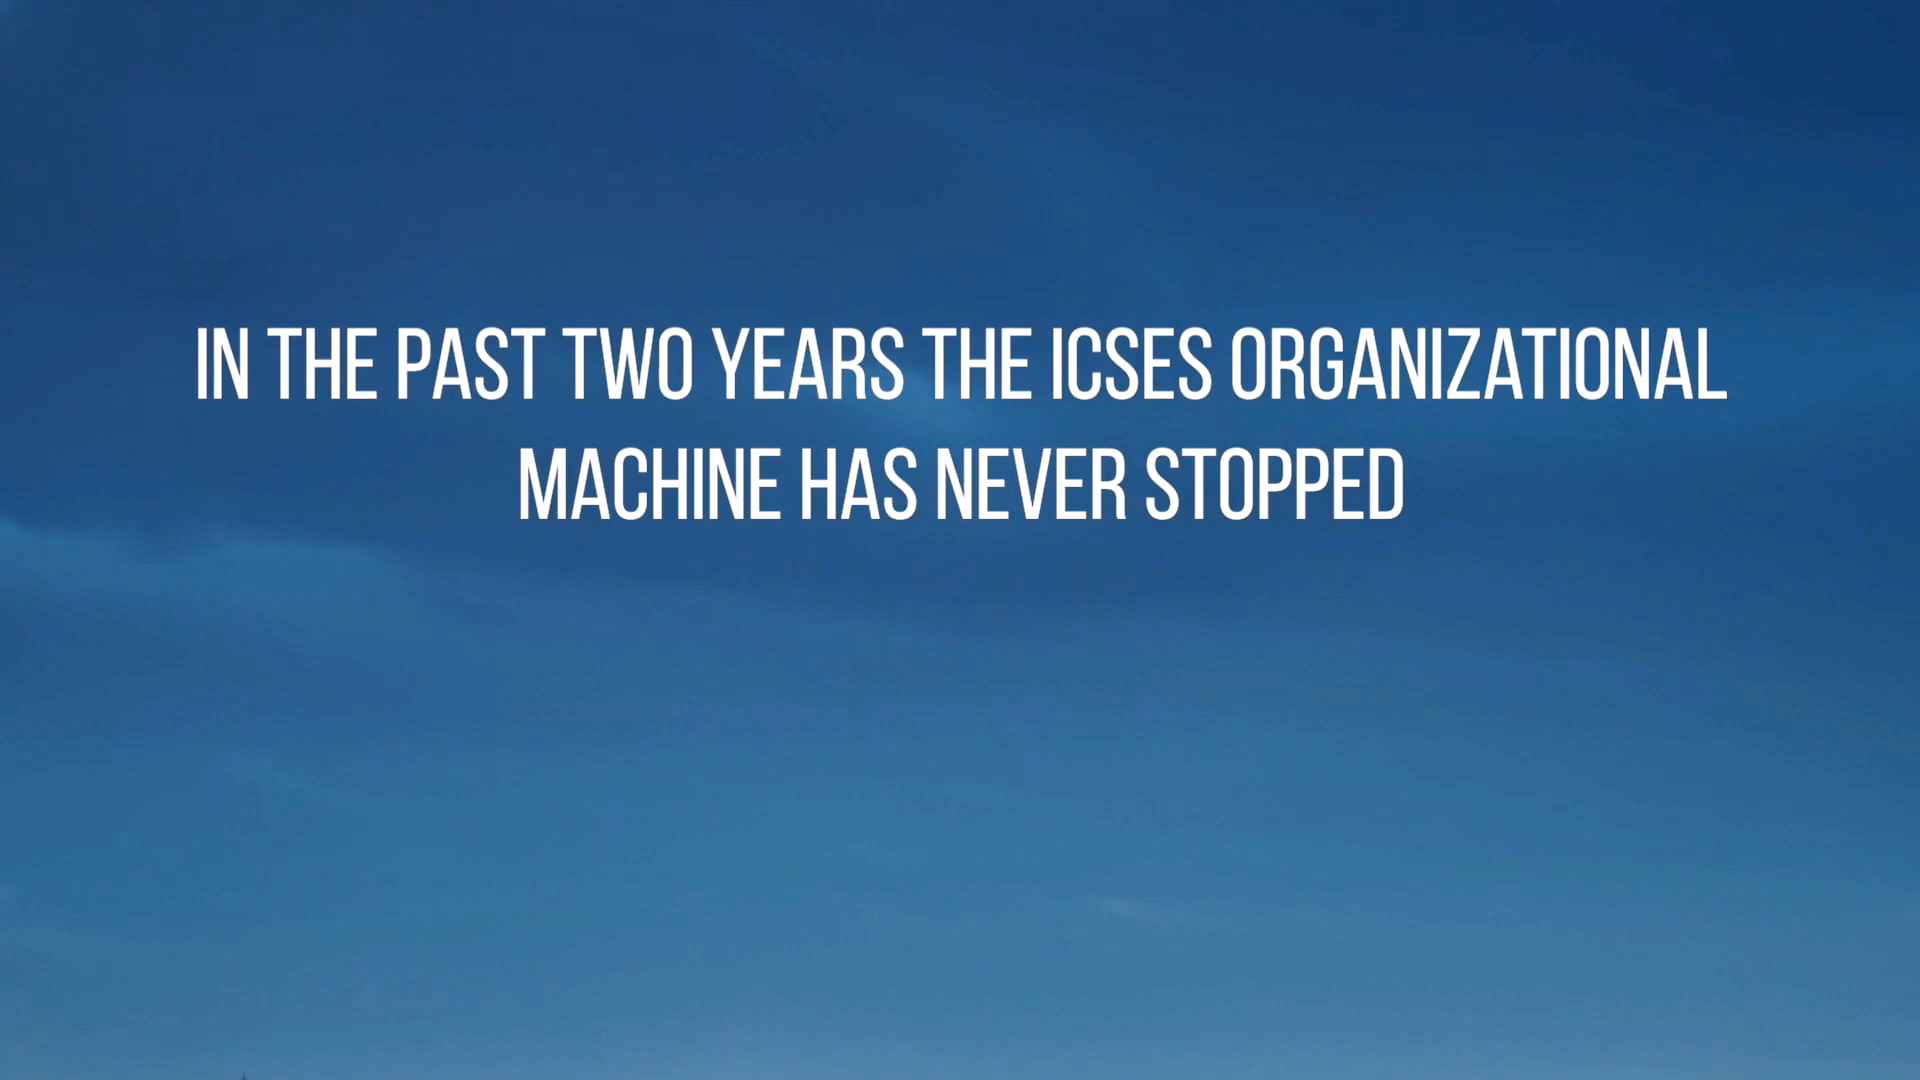 IN THE PAST TWO YEARS THE ICSES ORGANIZATIONAL
MACHINE HAS NEVER STOPPED